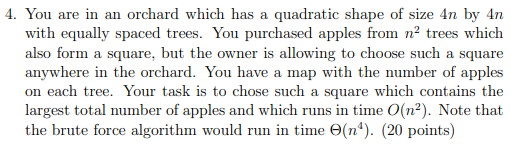 4. You are in an orchard which has a quadratic shape of size 4n by 4n
with equally spaced trees. You purchased apples from n² trees which
also form a square, but the owner is allowing to choose such a square
anywhere in the orchard. You have a map with the number of apples
on each tree. Your task is to chose such a square which contains the
largest total number of apples and which runs in time O(n²). Note that
the brute force algorithm would run in time Θ(n⁴). (20 points)